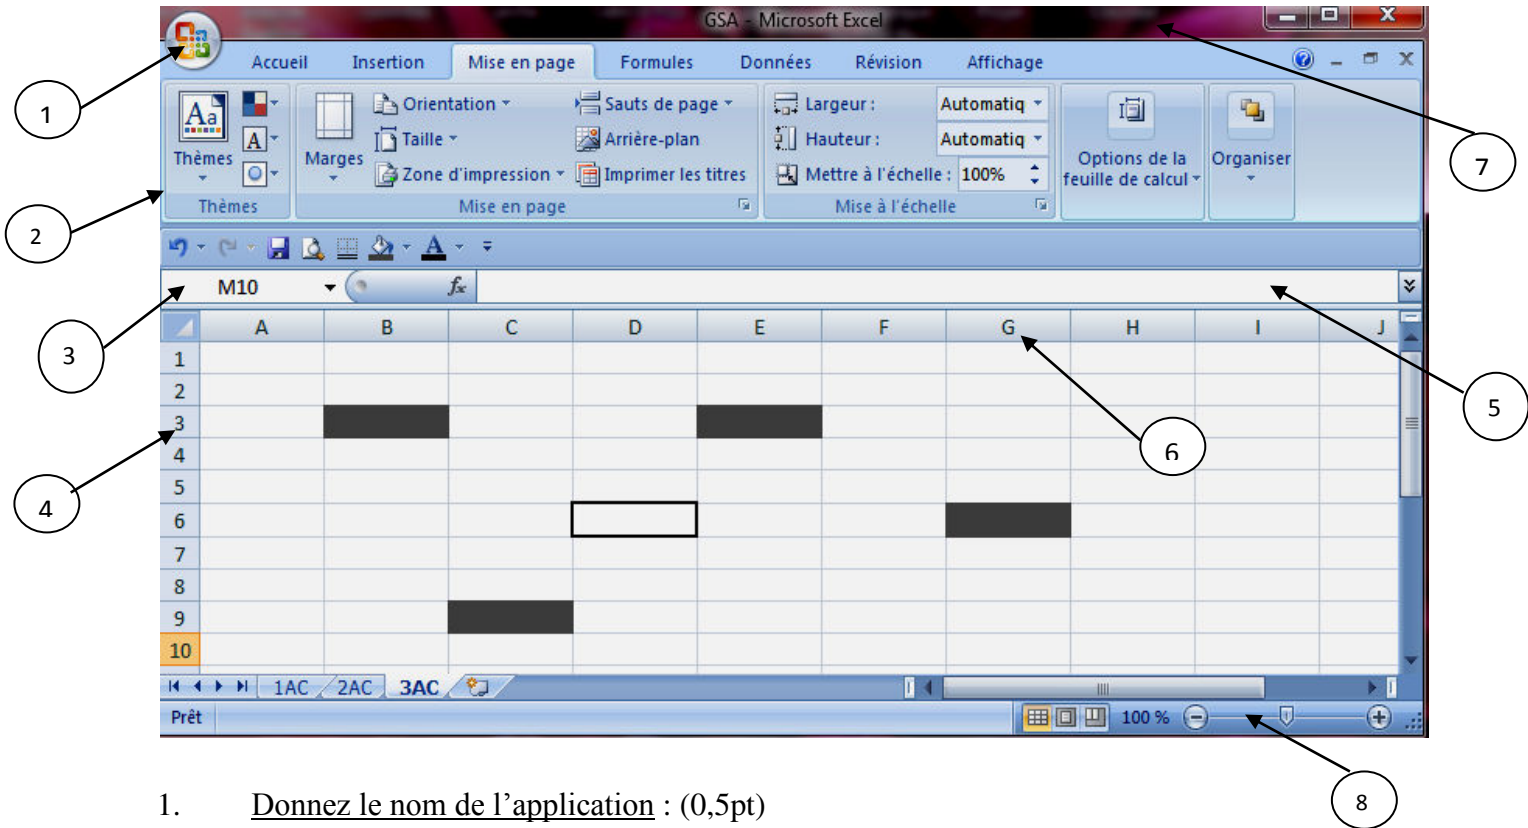 GSA - Microsoft Excel
Accueil Insertion Mise en page Formules Données Révision Affichage
1
Aa Orientation Sauts de page Largeur : Automatiq
A Taille Arrière-plan Hauteur : Automatiq
Thèmes Marges Zone d'impression Imprimer les titres Mettre à l'échelle : 100% Options de la feuille de calcul Organiser
7
Thèmes Mise en page Mise à l'échelle
2
A
M10 fx
3
A B C D E F G H I J
1
2
3
4
5
6
7
8
9
10
4
5
6
1AC 2AC 3AC
Prêt 100 %
8
1. Donnez le nom de l'application : (0,5pt)